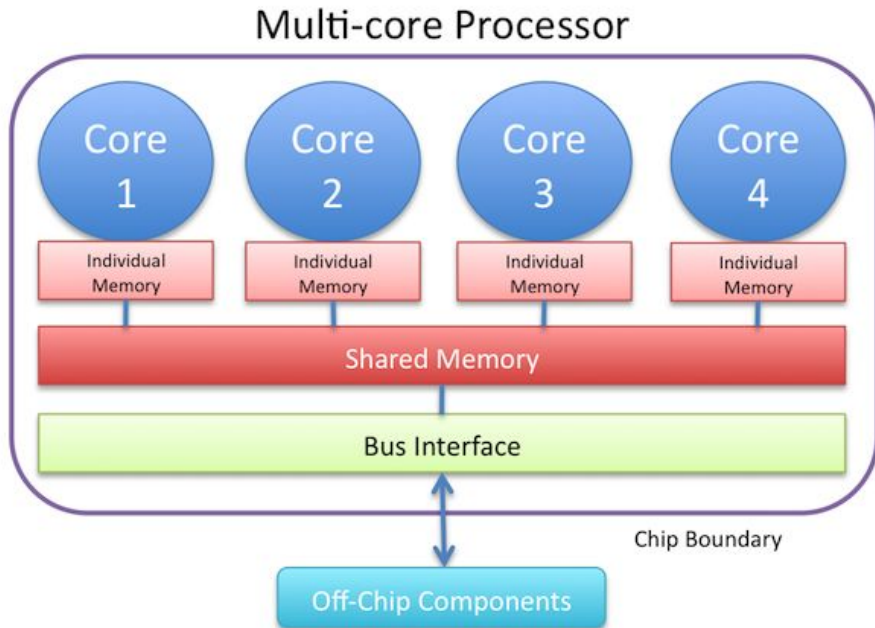 Multi-core Processor
Core
1
Core
2
Core
3
Core
4
Individual
Memory
Individual
Memory
Individual
Memory
Individual
Memory
Shared Memory
Bus Interface
Chip Boundary
Off-Chip Components